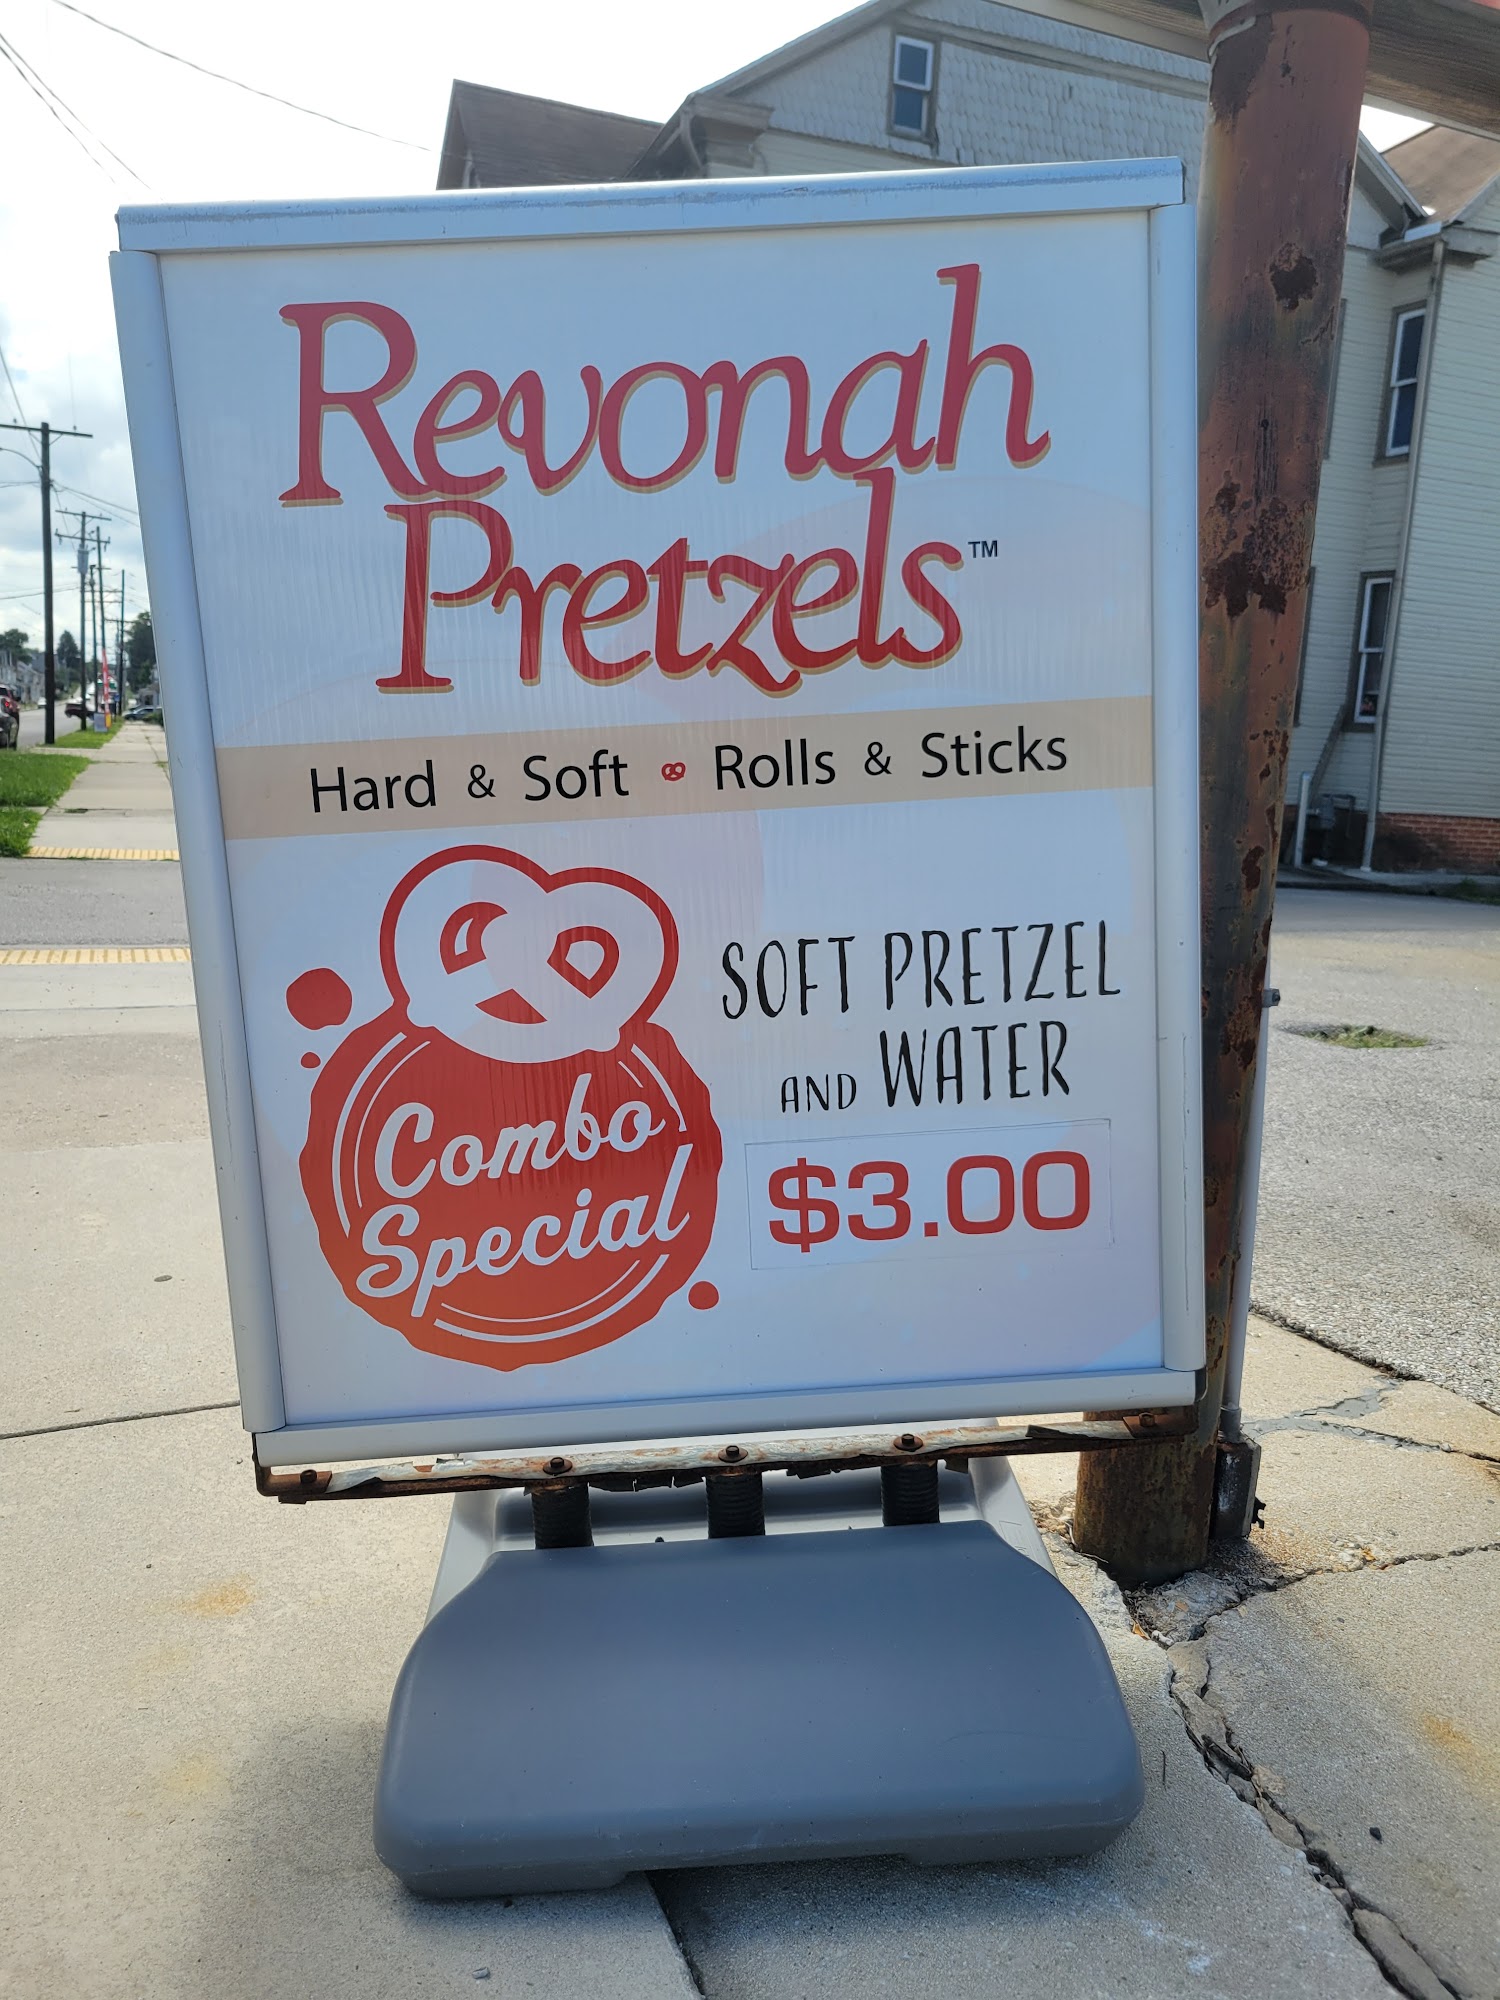 Revonah
Pretzels™
Hard & Soft Rolls & Sticks
Combo
Special
SOFT PRETZEL
AND WATER
$3.00